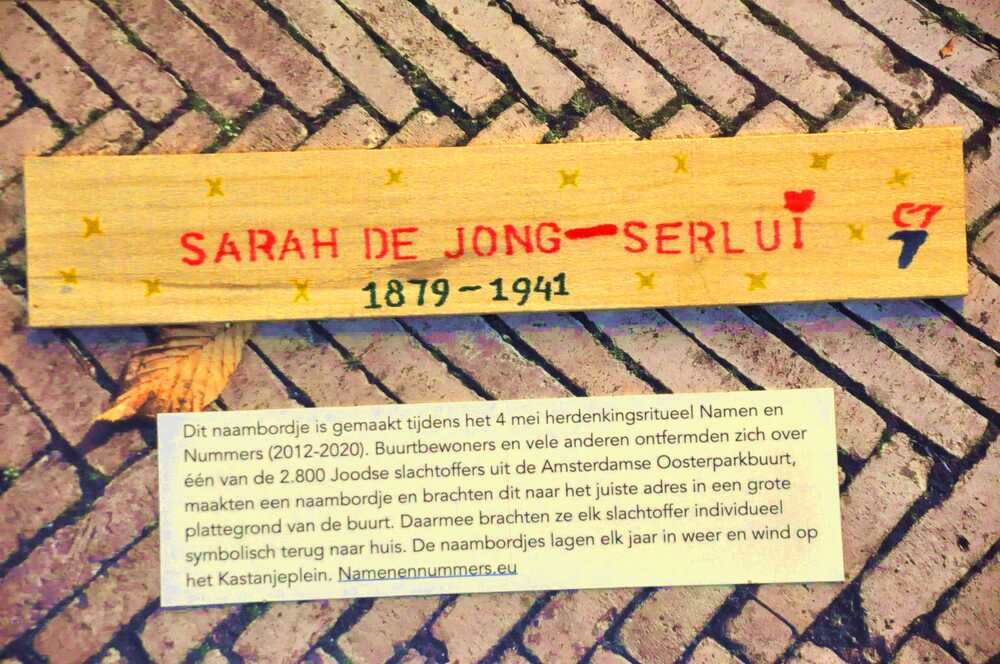 SARAH DE JONG-SERLUI
1879-1941
Dit naambordje is gemaakt tijdens het 4 mei herdenkingsritueel Namen en
Nummers (2012-2020). Buurtbewoners en vele anderen ontfermden zich over
één van de 2.800 Joodse slachtoffers uit de Amsterdamse Oosterparkbuurt,
maakten een naambordje en brachten dit naar het juiste adres in een grote
plattegrond van de buurt. Daarmee brachten ze elk slachtoffer individueel
symbolisch terug naar huis. De naambordjes lagen elk jaar in weer en wind op
het Kastanjeplein. Namenennummers.eu